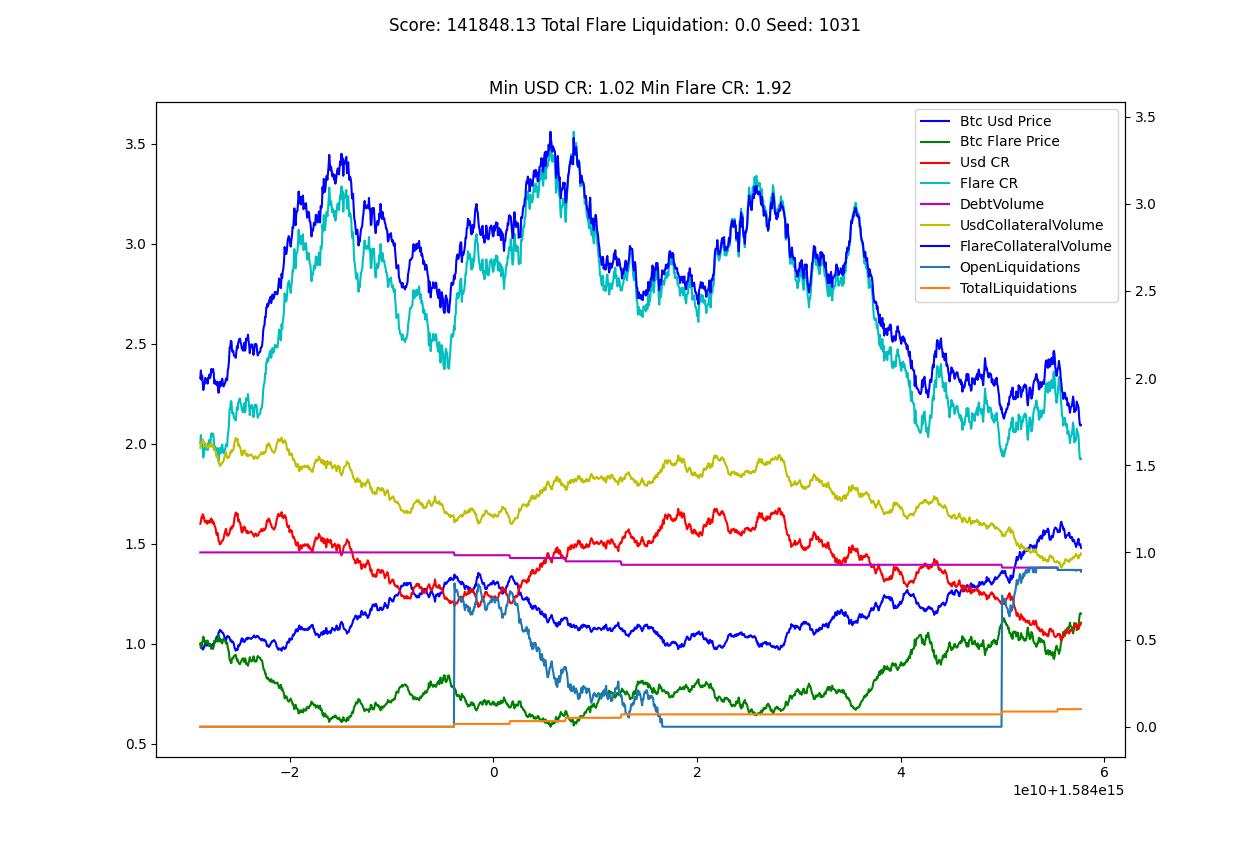 Score: 141848.13 Total Flare Liquidation: 0.0 Seed: 1031
Min USD CR: 1.02 Min Flare CR: 1.92
3.5
3.0
2.5
2.0
1.5
1.0
0.5
Btc Usd Price
Btc Flare Price
Usd CR
Flare CR
DebtVolume
UsdCollateralVolume
FlareCollateralVolume
OpenLiquidations
TotalLiquidations
3.5
3.0
2.5
2.0
1.5
1.0
0.5
0.0
−2 0 2 4 6
1e10+1.584e15